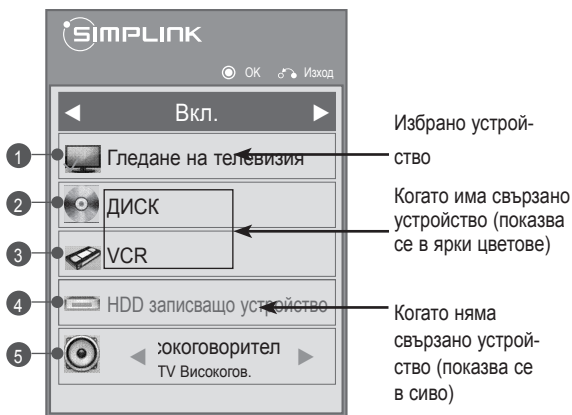 SIMPLINK
OK Изход
Вкл.
1 Гледане на телевизия
2 ДИСК
3 VCR
4 HDD записващо устройство
5 :окоговорител
TV Високогов.
Избрано устрой-
ство
Когато има свързано
устройство (показва
се в ярки цветове)
Когато няма
свързано устрой-
ство (показва се
в сиво)